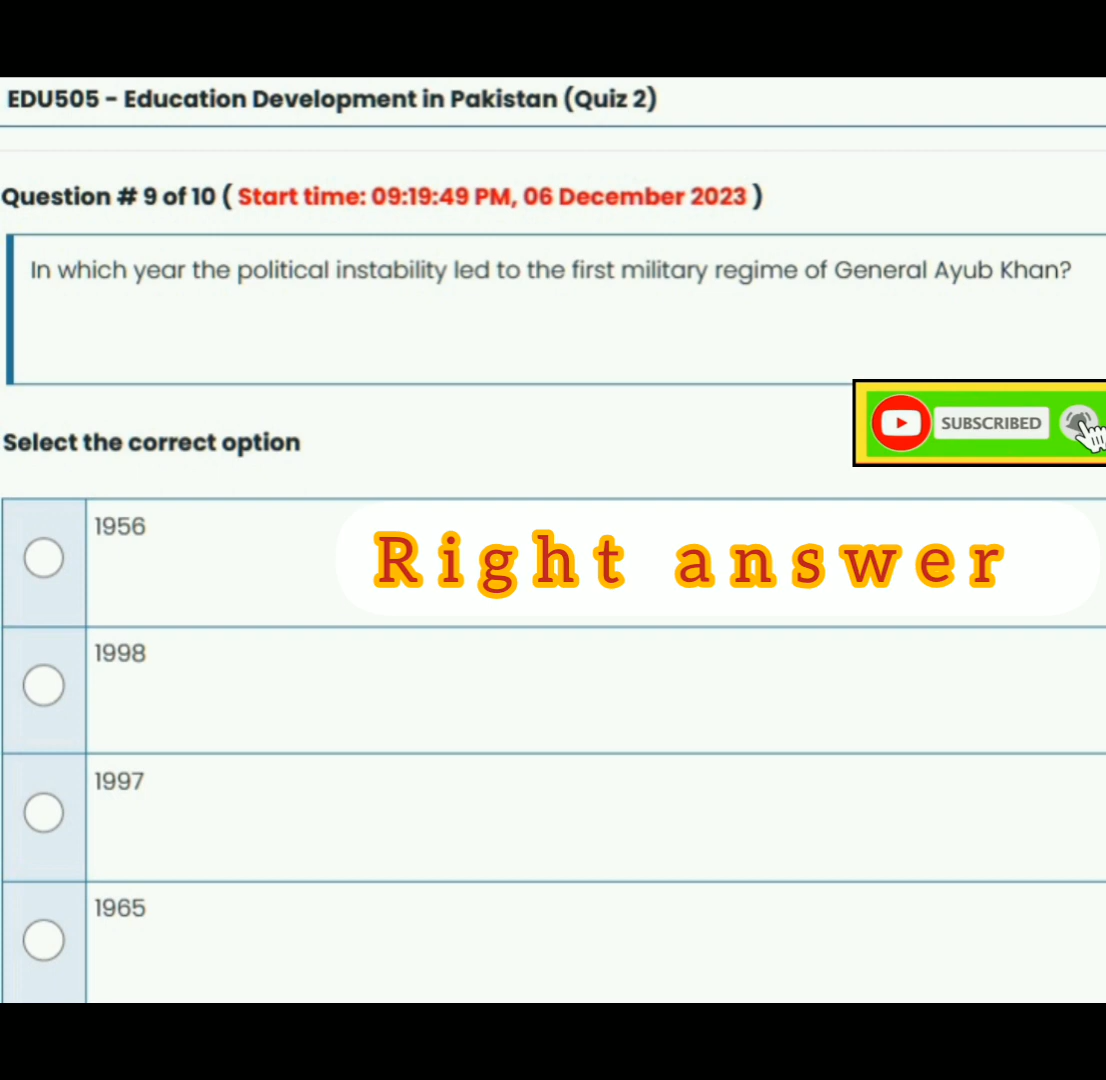 EDU505 - Education Development in Pakistan (Quiz 2)
Question # 9 of 10 ( Start time: 09:19:49 PM, 06 December 2023 )
In which year the political instability led to the first military regime of General Ayub Khan?
SUBSCRIBED
Select the correct option
1956
Right answer
1998
1997
1965